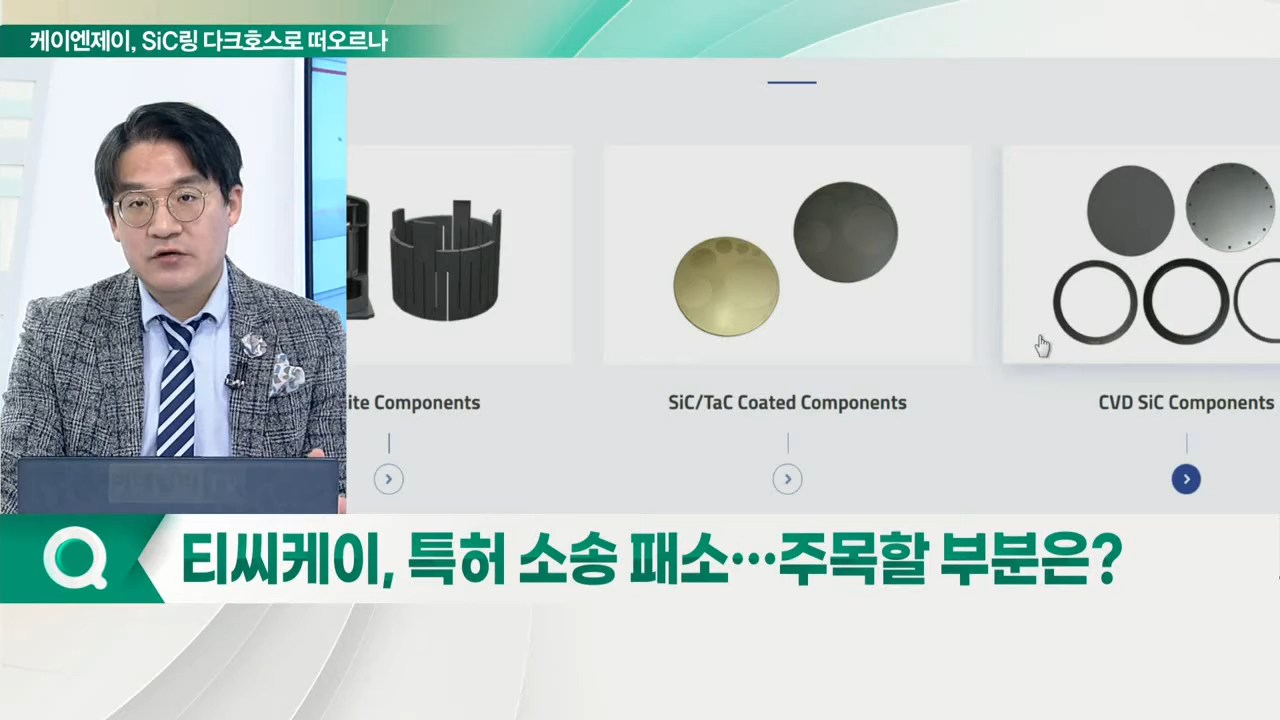 케이엔제이, SiC링 다크호스로 떠오르나
ite Components
SiC/TaC Coated Components
CVD SiC Components
Q 티씨케이, 특허 소송 패소…주목할 부분은?